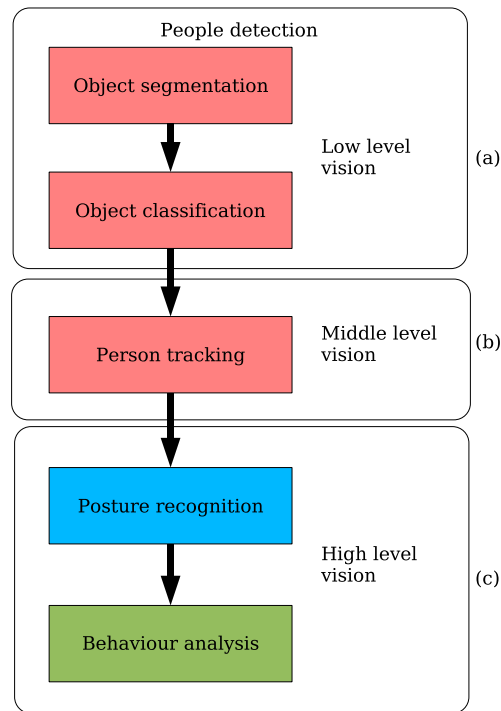 People detection
Object segmentation
Low level
vision
(a)
Object classification
Middle level
vision
(b)
Person tracking
Posture recognition
High level
vision
(c)
Behaviour analysis